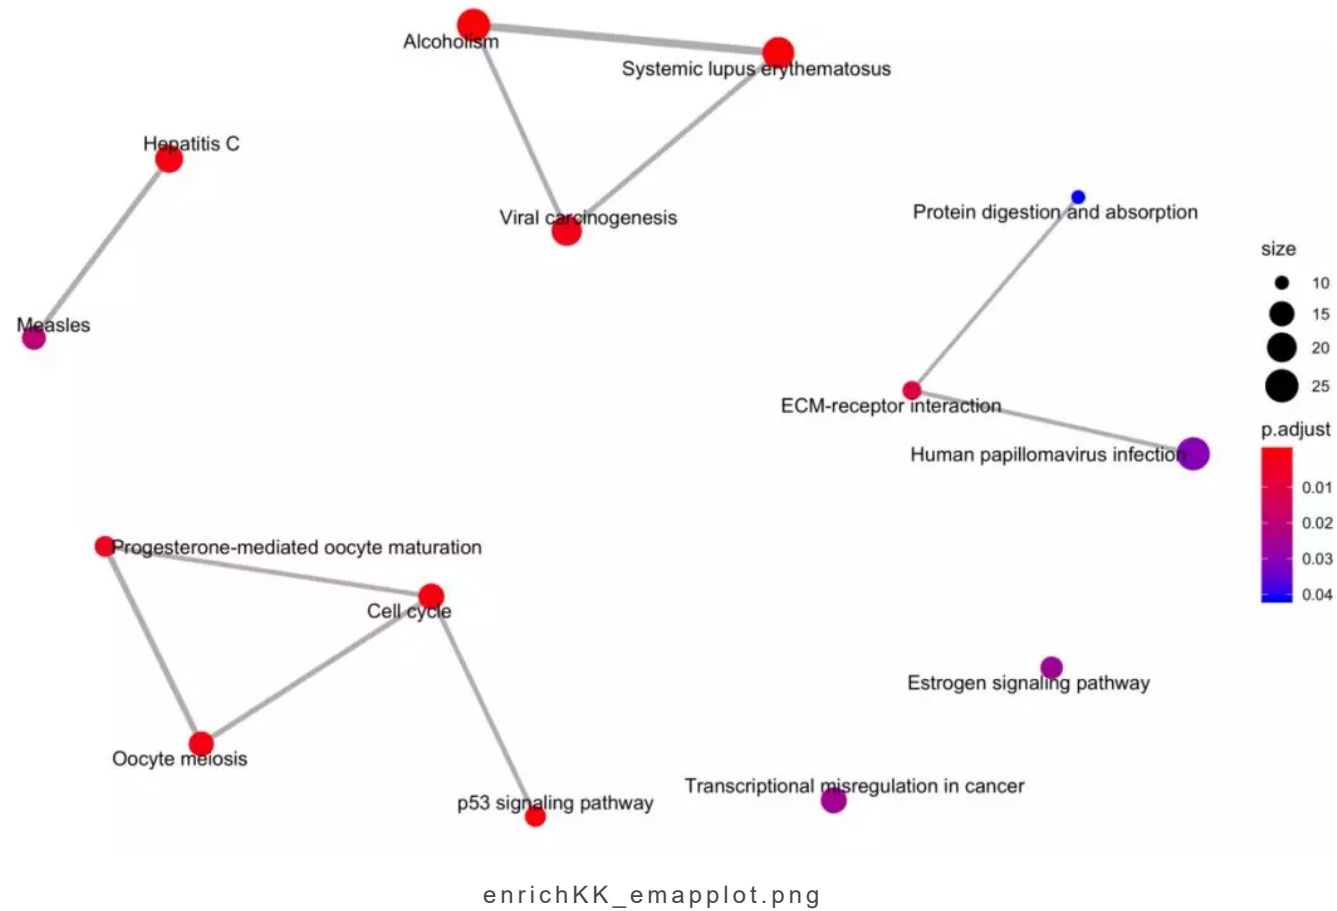 Alcoholism
Systemic lupus erythematosus
Hepatitis C
Viral carcinogenesis
Protein digestion and absorption
size
10
15
20
25
Measles
ECM-receptor interaction
p.adjust
Human papillomavirus infection
0.01
0.02
0.03
0.04
Progesterone-mediated oocyte maturation
Cell cycle
Estrogen signaling pathway
Oocyte meiosis
Transcriptional misregulation in cancer
p53 signaling pathway
enrichKK_emapplot.png